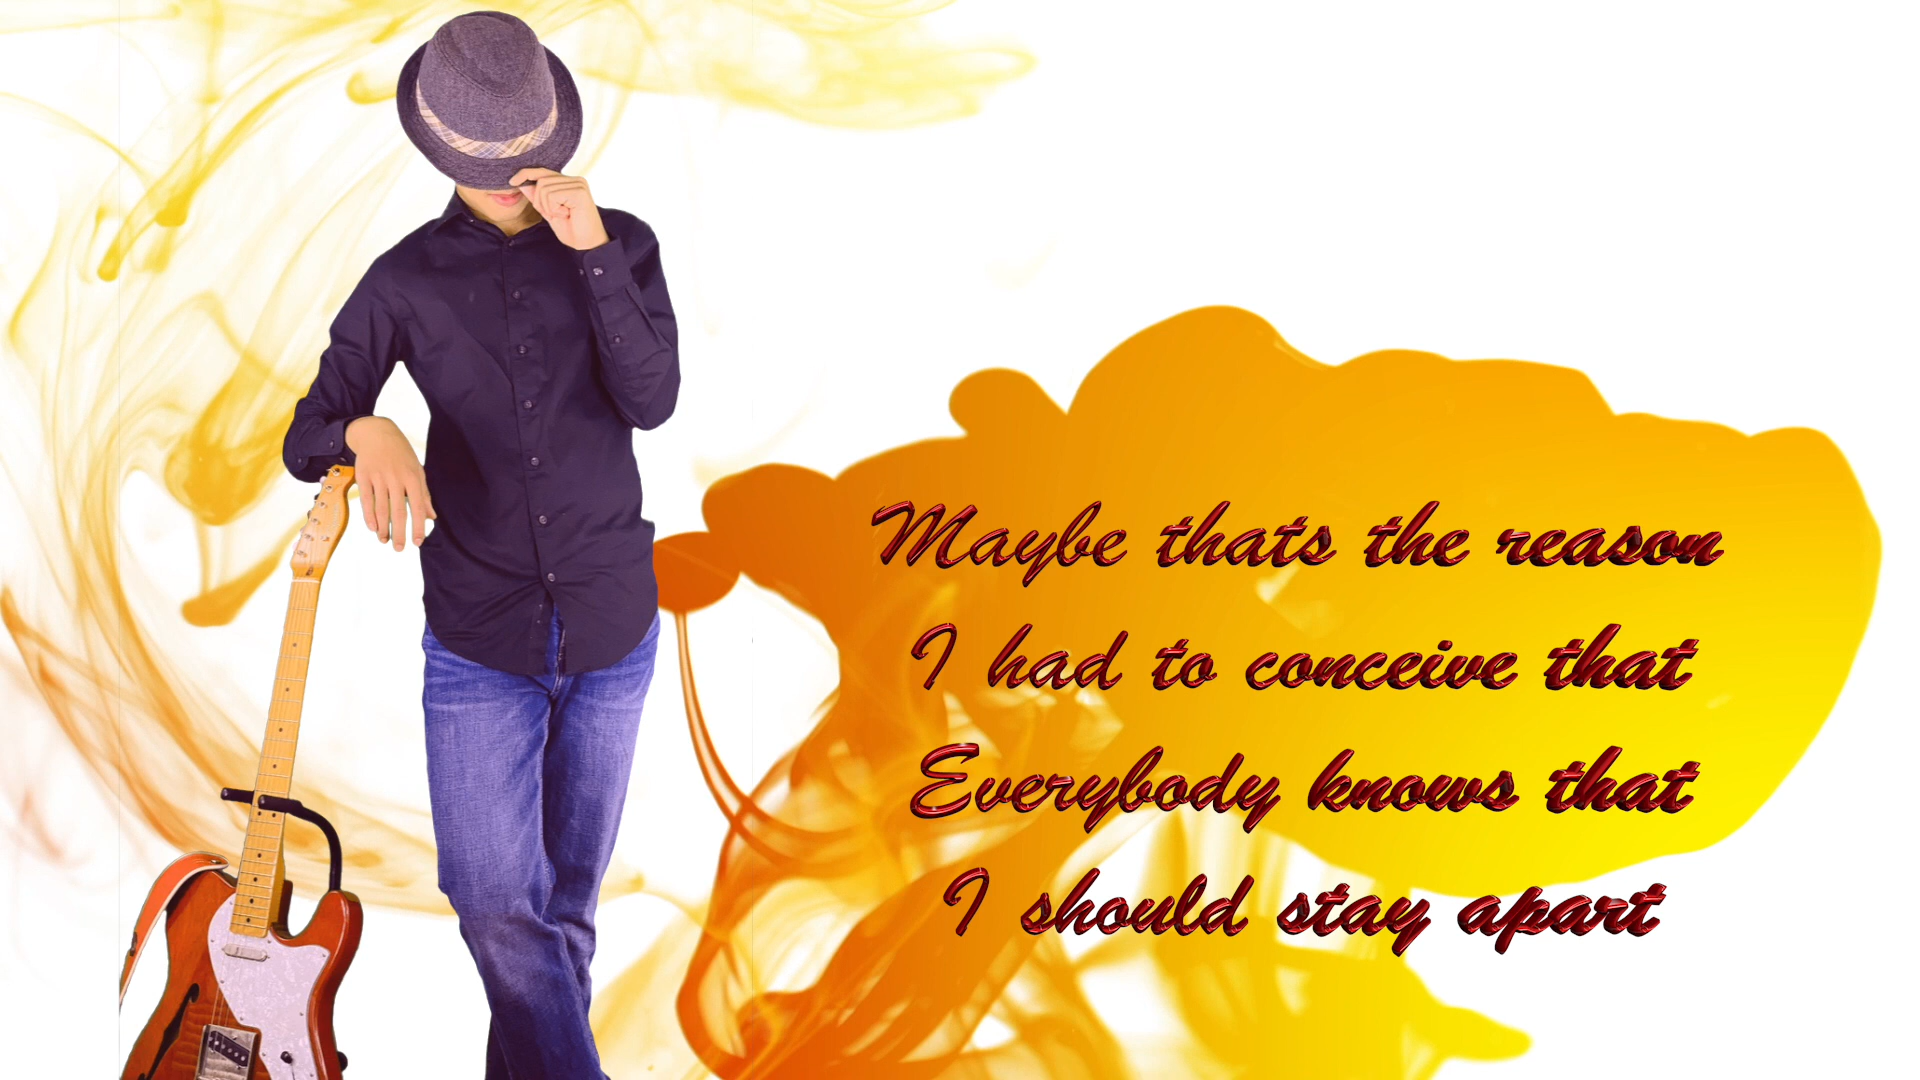 Maybe thats the reason
I had to conceive that
Everybody knows that
I should stay apart